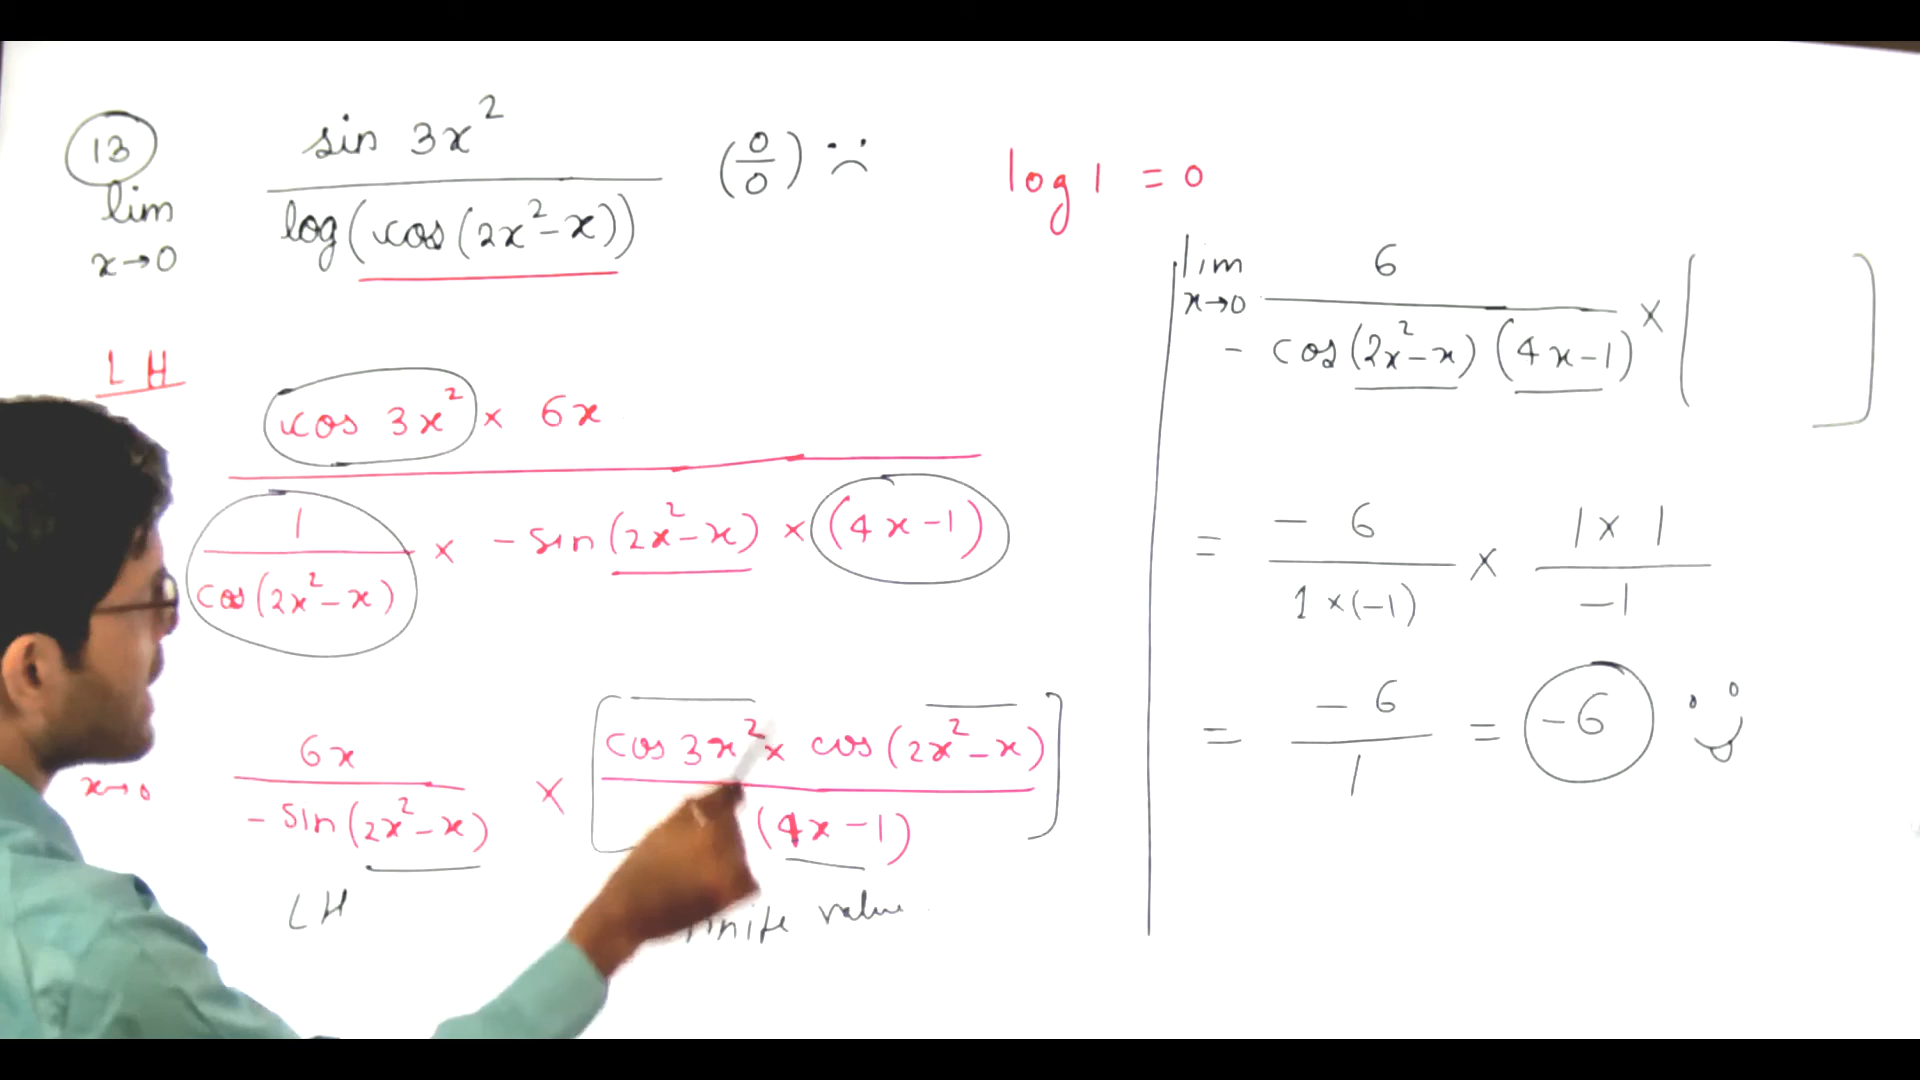 13
lim x→0 sin 3x² / log(cos(2x²-x)) (0/0)
log 1 = 0
LH
cos 3x² × 6x
1 / cos(2x²-x) × -sin(2x²-x) × (4x-1)
x→0 6x / -sin(2x²-x) × [cos 3x² × cos(2x²-x) / (4x-1)]
LH value
lim x→0 6 / -cos(2x²-x)(4x-1) × [ ]
= -6 / 1×(-1) × 1×1 / -1
= -6 / 1 = -6